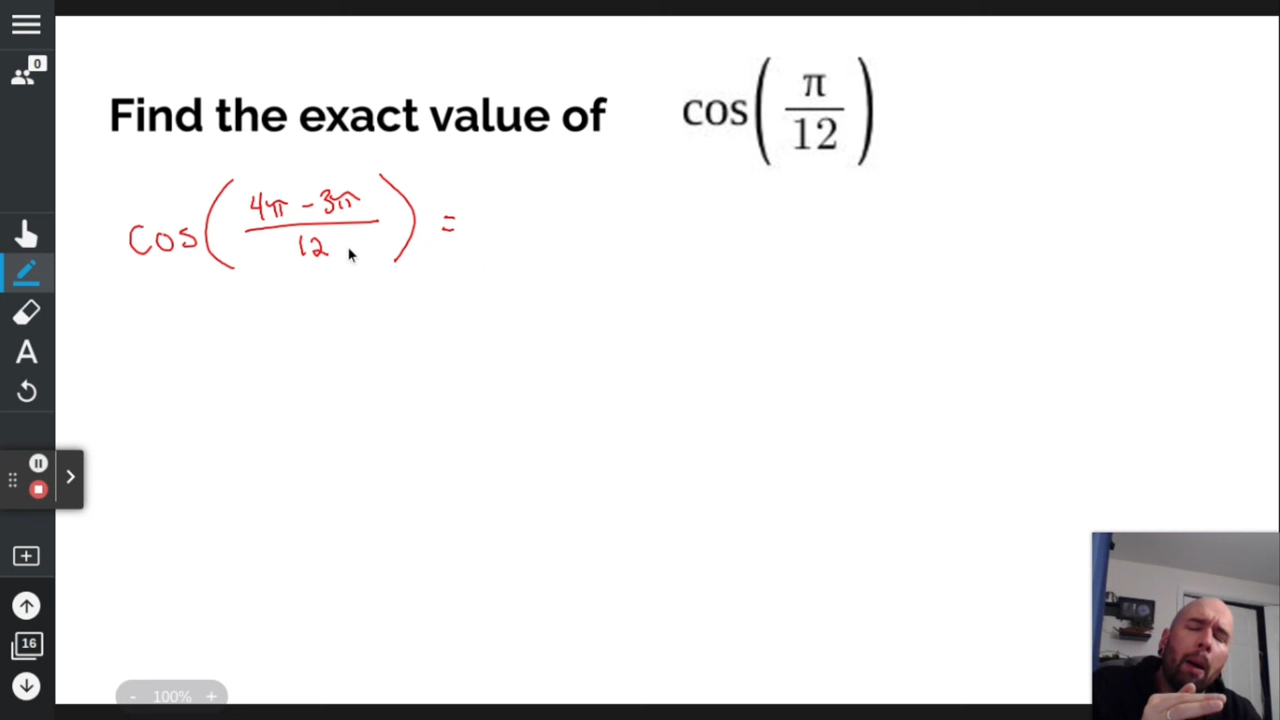 0
Find the exact value of cos(π/12)
cos((4π - 3π)/12) =
A
16
- 100% +